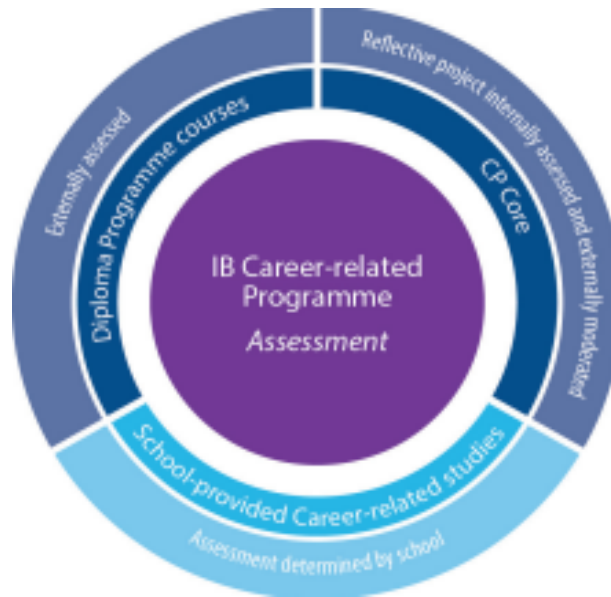 Externally assessed
Diploma Programme courses
Reflective project internally assessed and externally moderated
CP Core
IB Career-related
Programme
Assessment
School-provided Career-related studies
Assessment determined by school